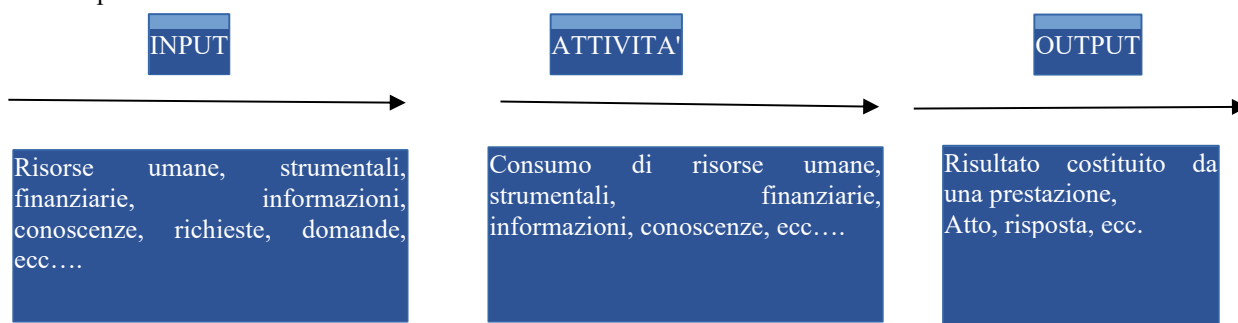 INPUT
ATTIVITA'
OUTPUT
Risorse umane, strumentali,
finanziarie, informazioni,
conoscenze, richieste, domande,
ecc….
Consumo di risorse umane,
strumentali, finanziarie,
informazioni, conoscenze, ecc….
Risultato costituito da
una prestazione,
Atto, risposta, ecc.